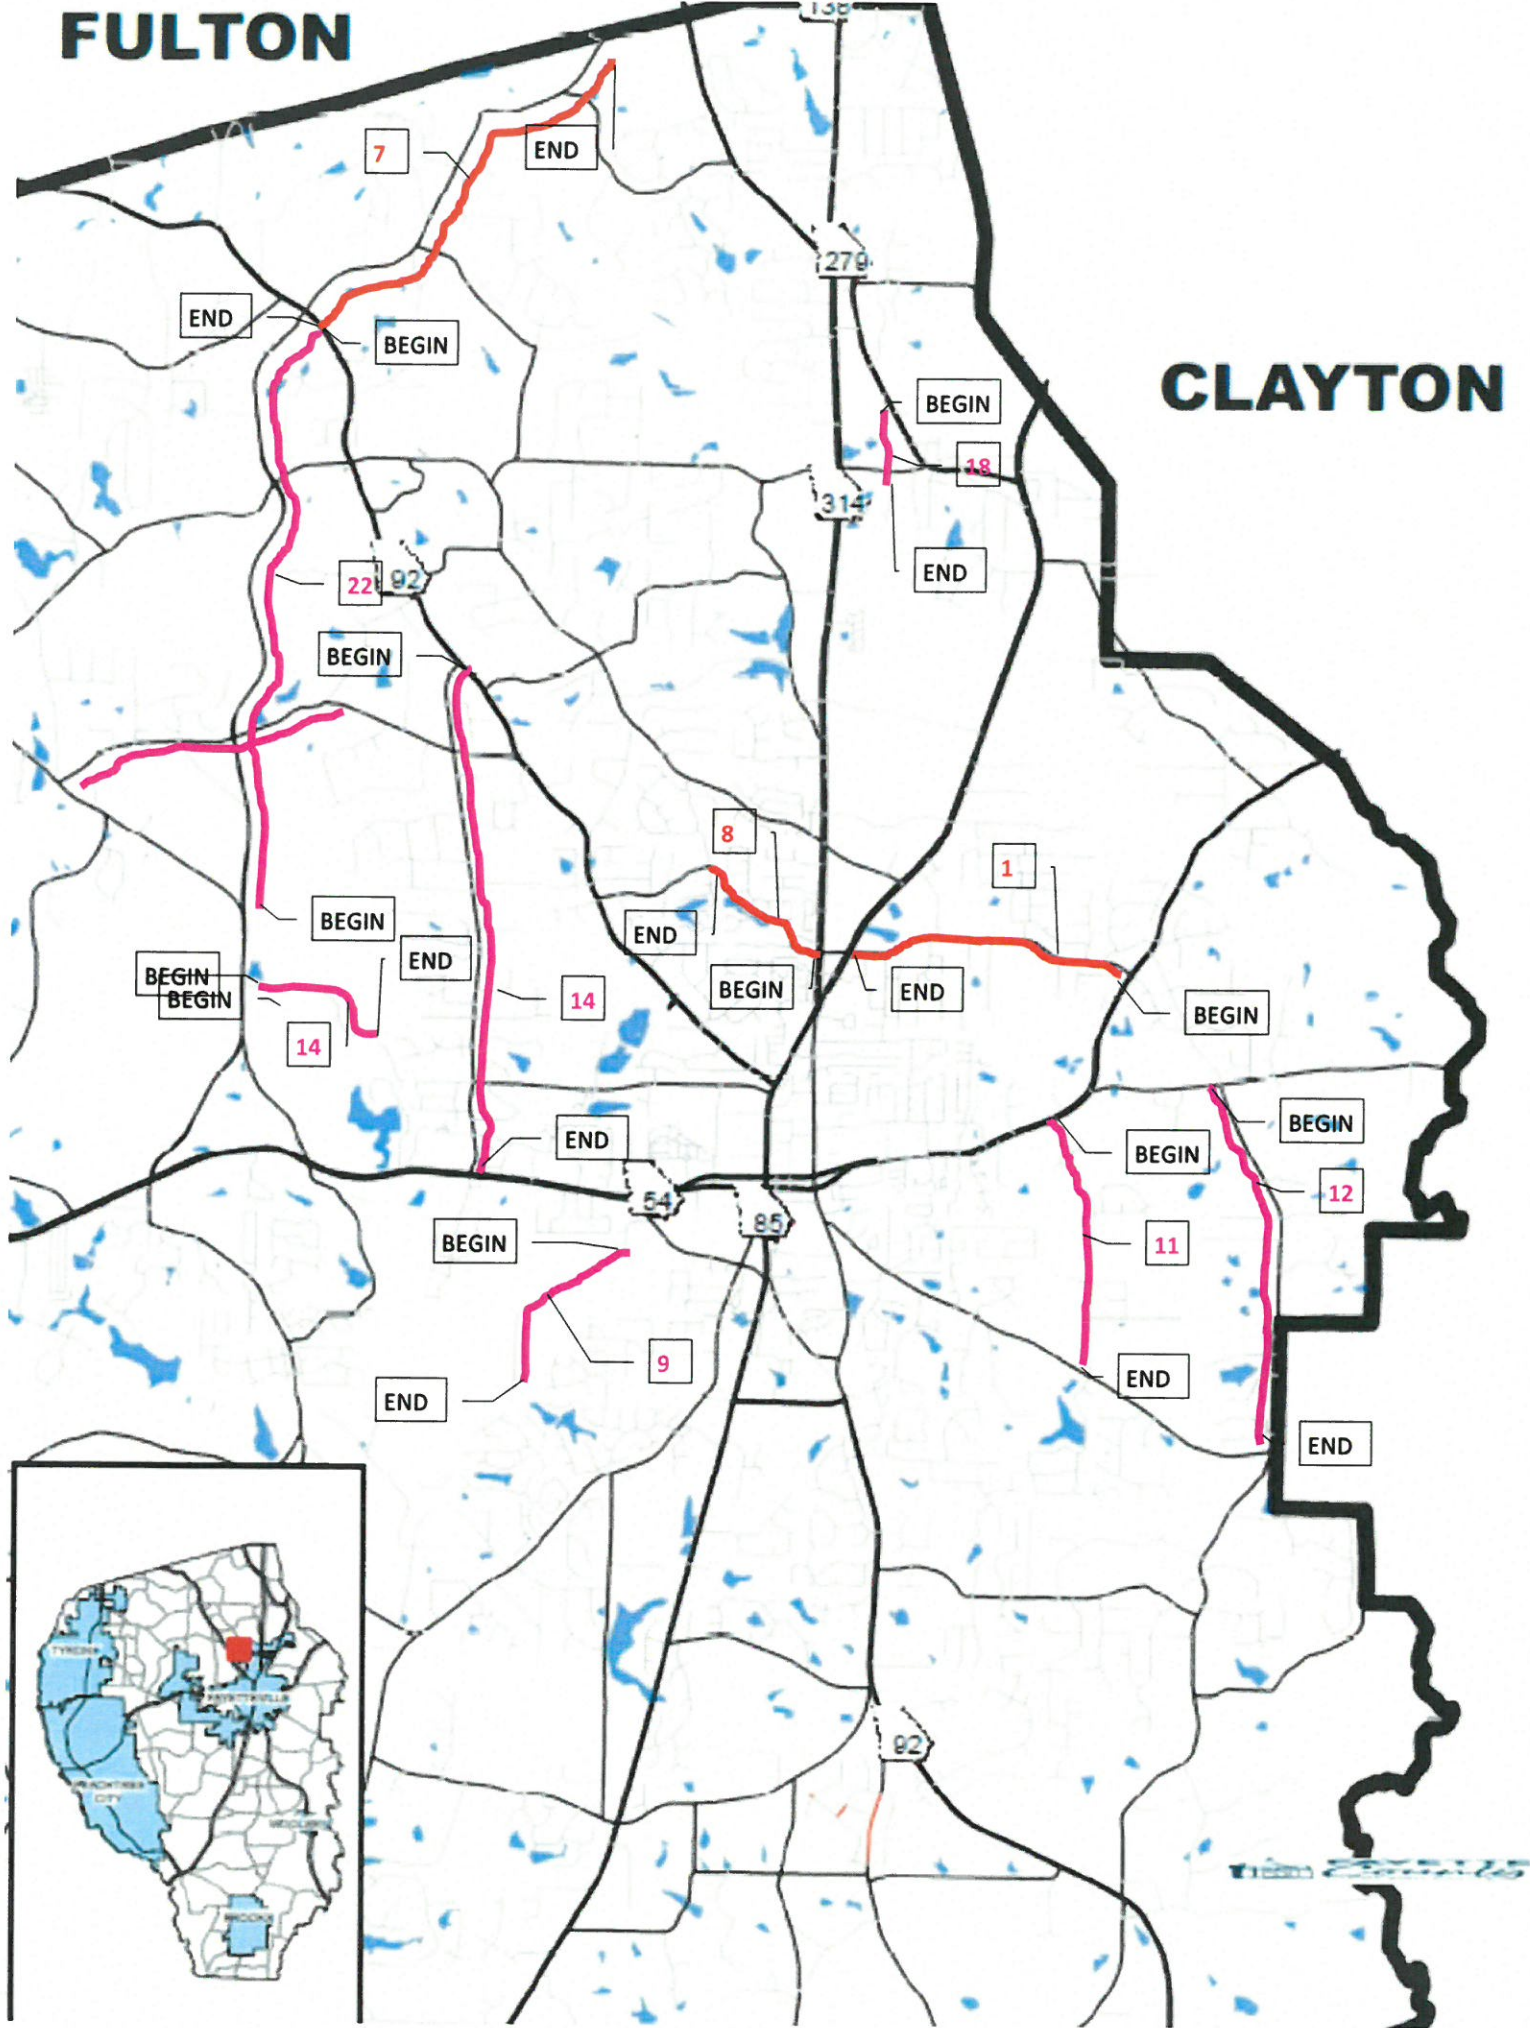 FULTON
138
7
END
279
END
BEGIN
CLAYTON
BEGIN
18
314
END
22
92
BEGIN
8
1
BEGIN
END
END
BEGIN
BEGIN
END
BEGIN
BEGIN
14
14
BEGIN
END
BEGIN
BEGIN
12
54
85
BEGIN
11
9
END
END
END
TYRONE
FAYETTEVILLE
PEACHTREE
CITY
WOOLSEY
BROOKS
92